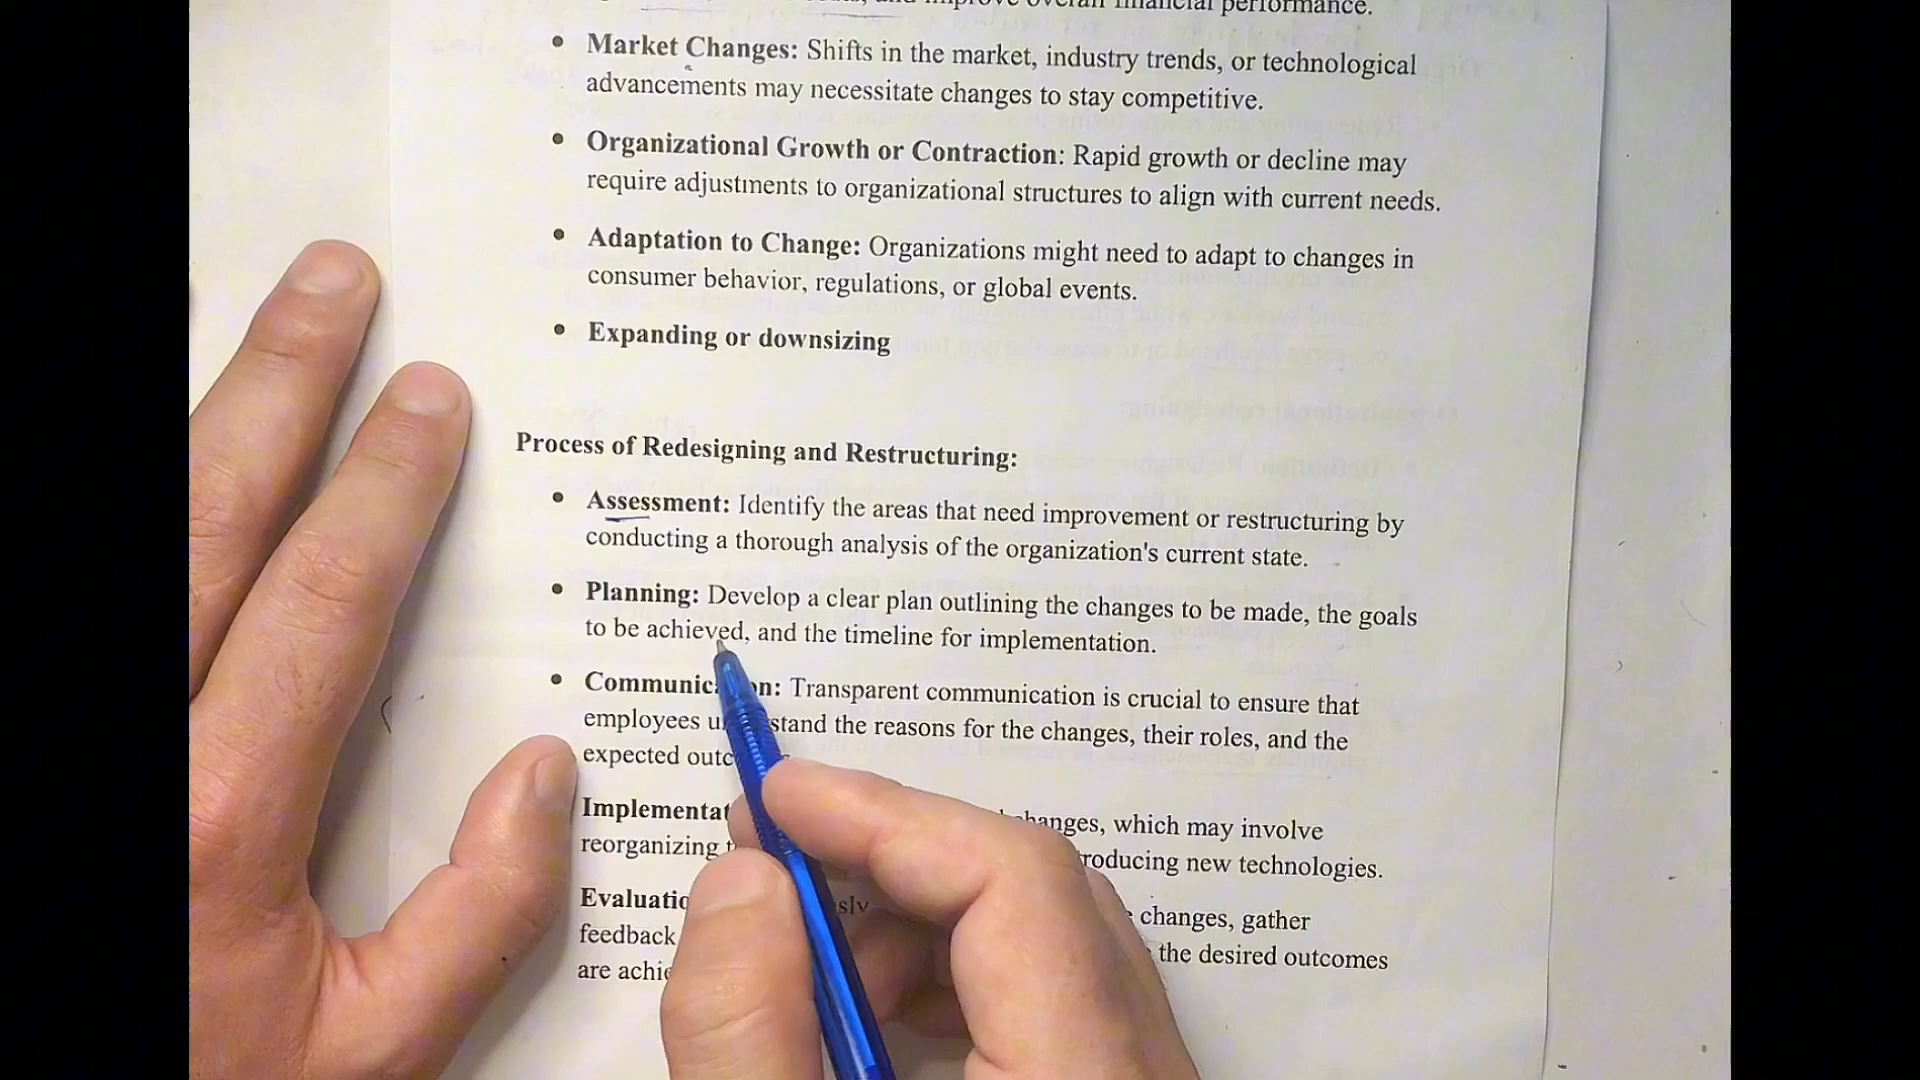 and improve overall financial performance.
• Market Changes: Shifts in the market, industry trends, or technological
advancements may necessitate changes to stay competitive.
• Organizational Growth or Contraction: Rapid growth or decline may
require adjustments to organizational structures to align with current needs.
• Adaptation to Change: Organizations might need to adapt to changes in
consumer behavior, regulations, or global events.
• Expanding or downsizing
Process of Redesigning and Restructuring:
• Assessment: Identify the areas that need improvement or restructuring by
conducting a thorough analysis of the organization's current state.
• Planning: Develop a clear plan outlining the changes to be made, the goals
to be achieved, and the timeline for implementation.
• Transparent communication is crucial to ensure that
employees the reasons for the changes, their roles, and the
expected
changes, which may involve
reorganizing new technologies.
changes, gather
feedback the desired outcomes
are